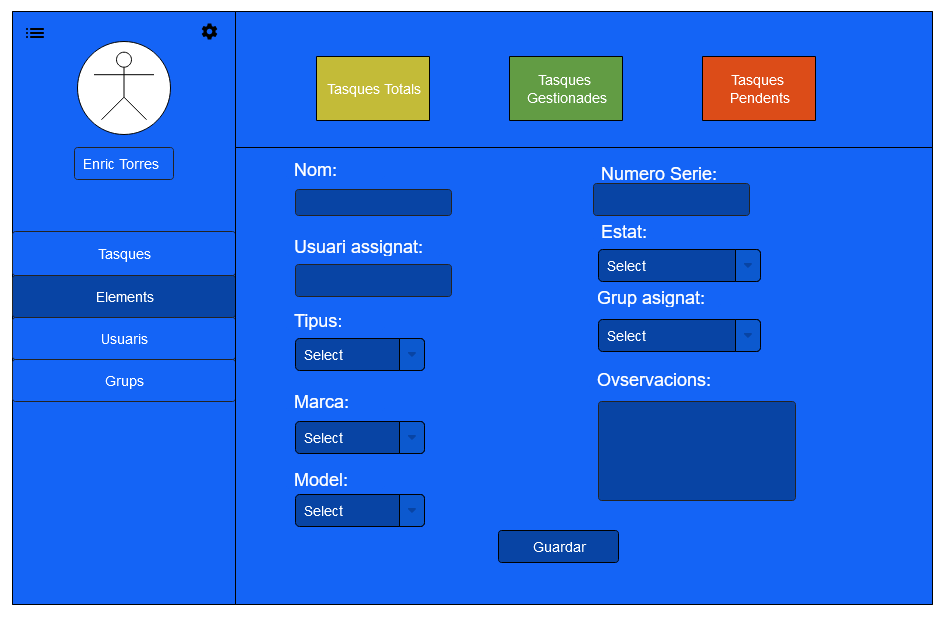 Enric Torres
Tasques
Elements
Usuaris
Grups
Tasques Totals
Tasques
Gestionades
Tasques
Pendents
Nom:
Usuari assignat:
Tipus:
Select
Marca:
Select
Model:
Select
Numero Serie:
Estat:
Select
Grup asignat:
Select
Ovservacions:
Guardar